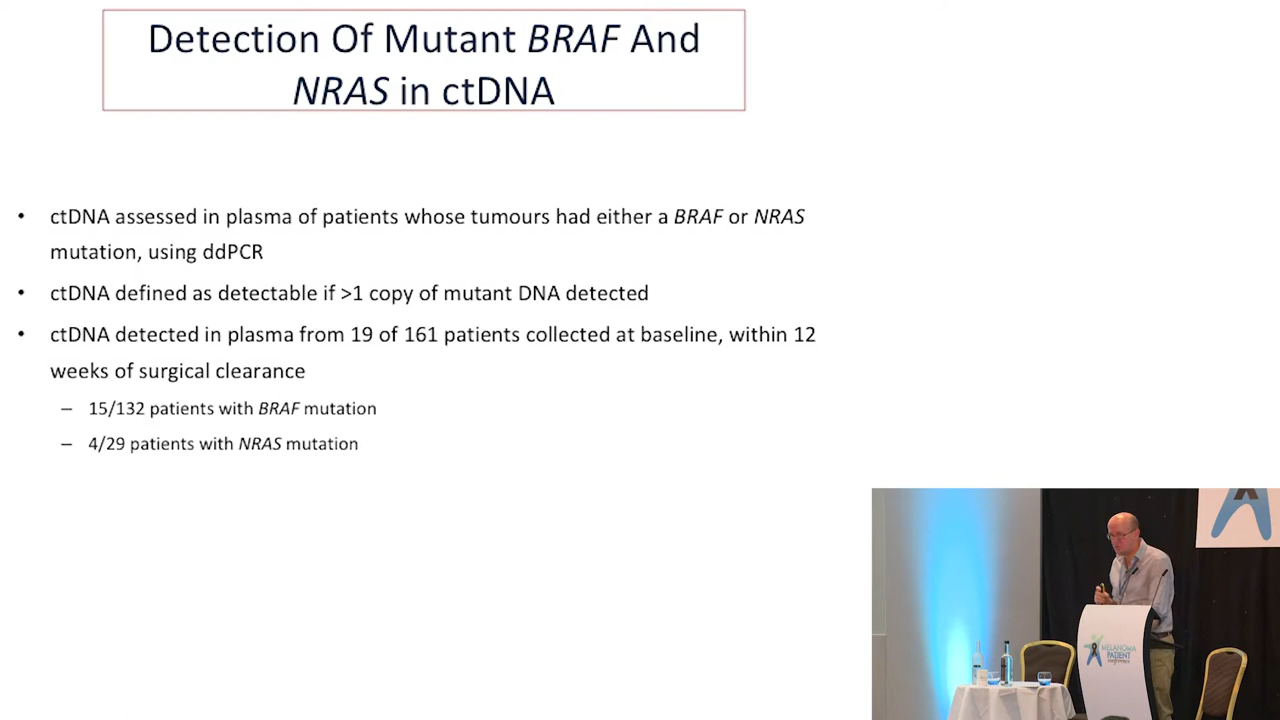 Detection Of Mutant BRAF And
NRAS in ctDNA
• ctDNA assessed in plasma of patients whose tumours had either a BRAF or NRAS
mutation, using ddPCR
• ctDNA defined as detectable if >1 copy of mutant DNA detected
• ctDNA detected in plasma from 19 of 161 patients collected at baseline, within 12
weeks of surgical clearance
– 15/132 patients with BRAF mutation
– 4/29 patients with NRAS mutation
MELANOMA
PATIENT
conference